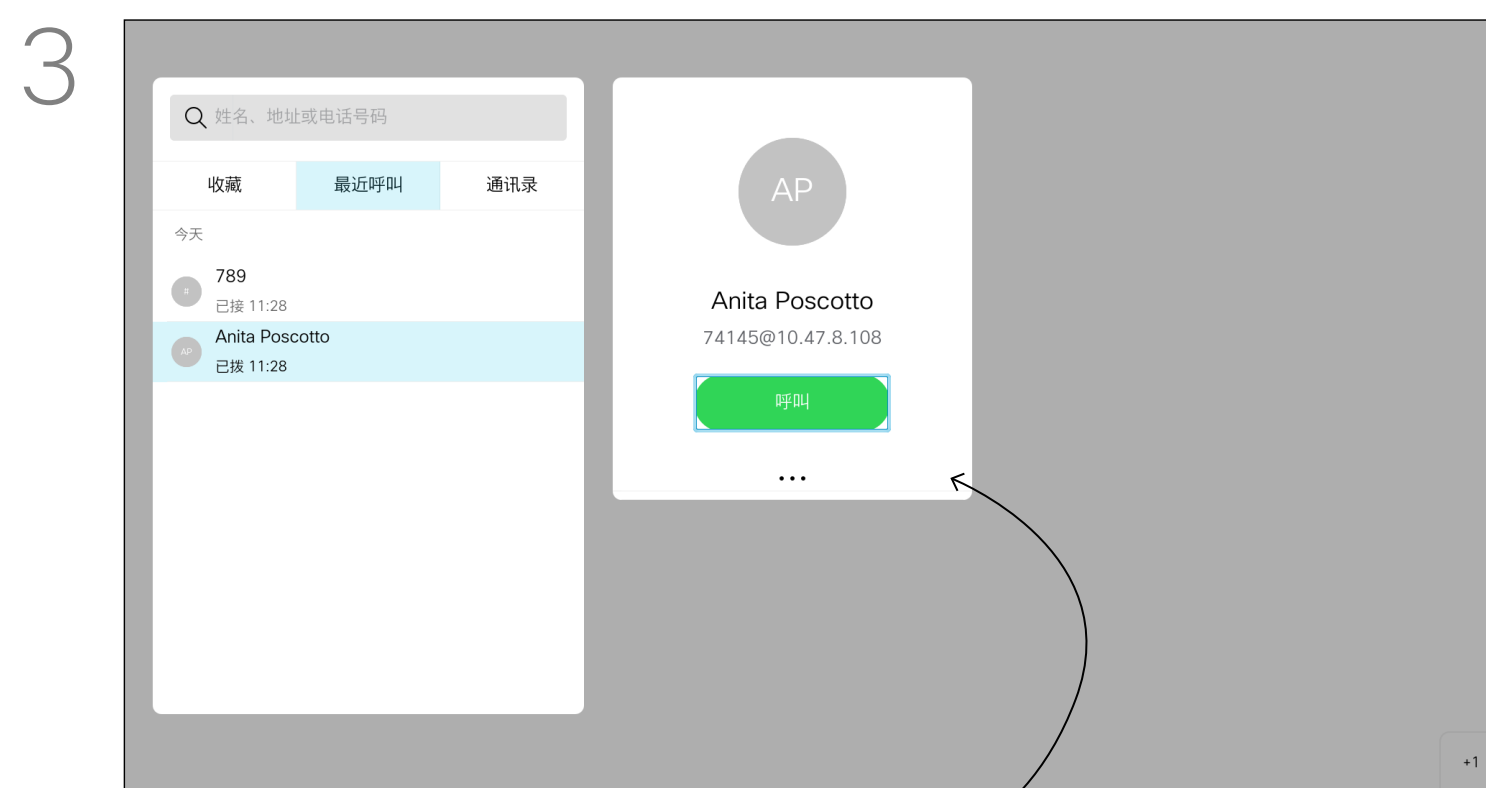 3
姓名、地址或电话号码
收藏 最近呼叫 通讯录
今天
#
789
已接 11:28
AP
Anita Poscotto
已拨 11:28
AP
Anita Poscotto
74145@10.47.8.108
呼叫
•••
+1